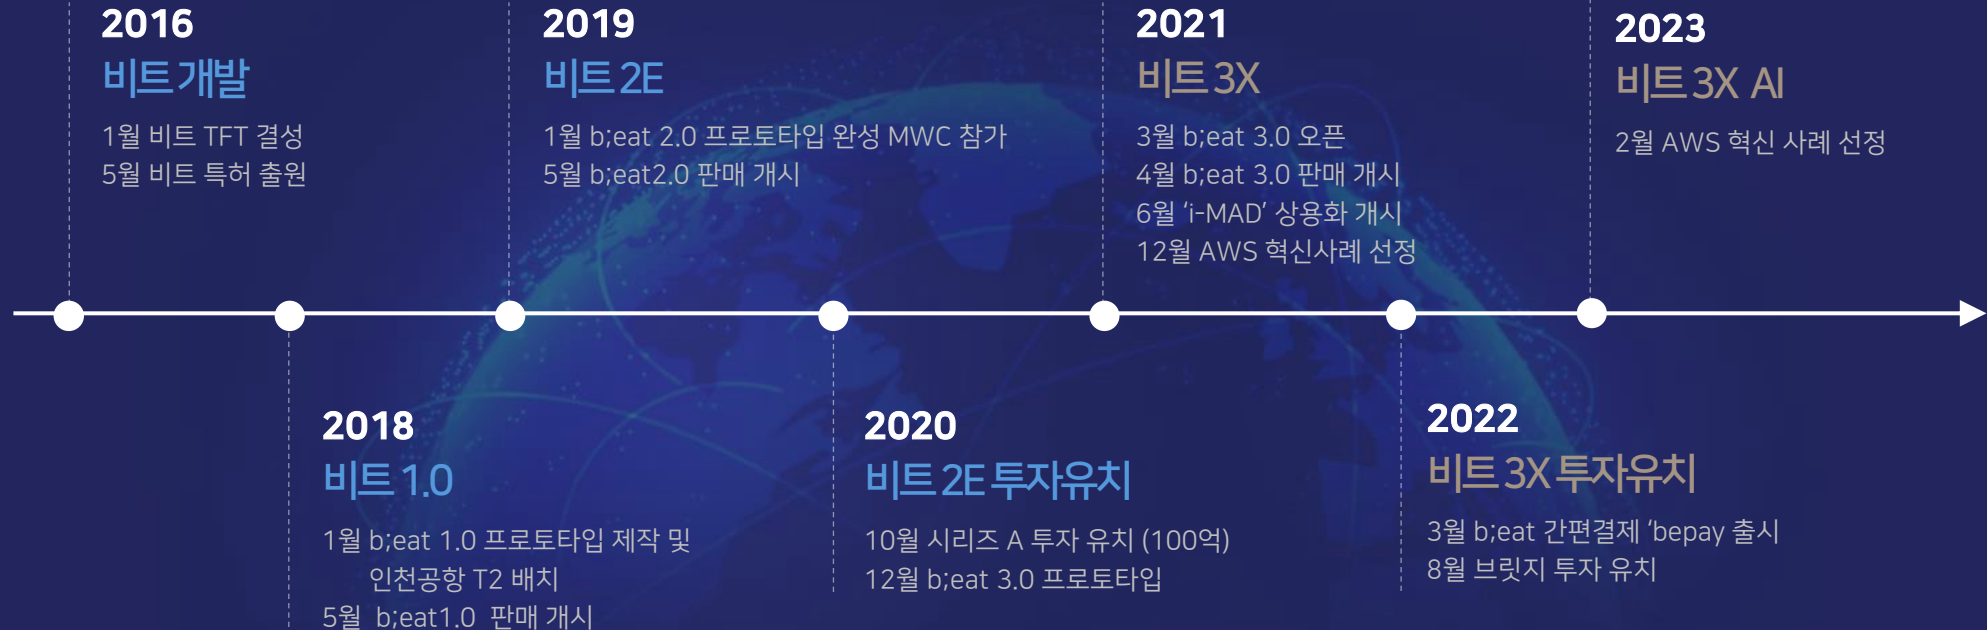 2016
비트 개발
1월 비트 TFT 결성
5월 비트 특허 출원
2018
비트 1.0
1월 b;eat 1.0 프로토타입 제작 및
인천공항 T2 배치
5월 b;eat1.0 판매 개시
2019
비트 2E
1월 b;eat 2.0 프로토타입 완성 MWC 참가
5월 b;eat2.0 판매 개시
2020
비트 2E 투자유치
10월 시리즈 A 투자 유치 (100억)
12월 b;eat 3.0 프로토타입
2021
비트 3X
3월 b;eat 3.0 오픈
4월 b;eat 3.0 판매 개시
6월 ‘i-MAD’ 상용화 개시
12월 AWS 혁신사례 선정
2022
비트 3X 투자유치
3월 b;eat 간편결제 ‘bepay 출시
8월 브릿지 투자 유치
2023
비트 3X AI
2월 AWS 혁신 사례 선정